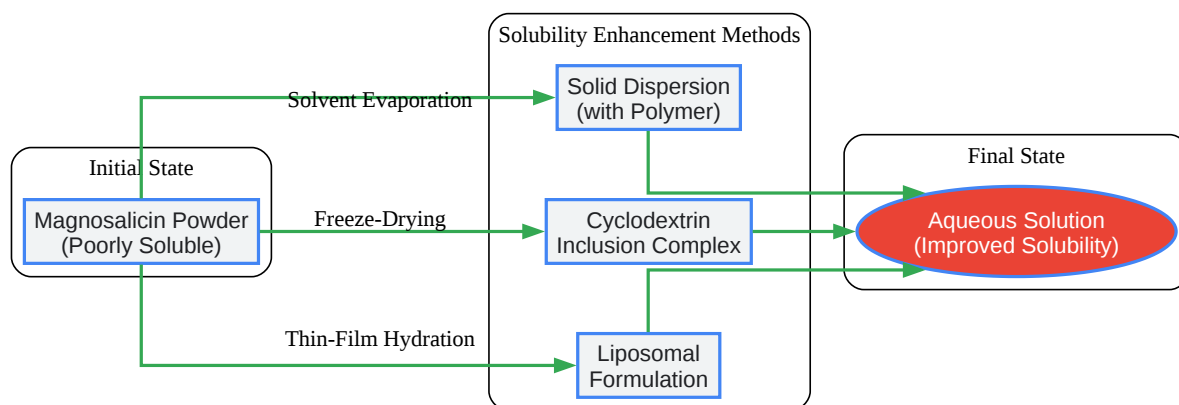 Solubility Enhancement Methods
Solvent Evaporation
Solid Dispersion
(with Polymer)
Initial State
Final State
Magnosalicin Powder
(Poorly Soluble)
Freeze-Drying
Cyclodextrin
Inclusion Complex
Aqueous Solution
(Improved Solubility)
Thin-Film Hydration
Liposomal
Formulation